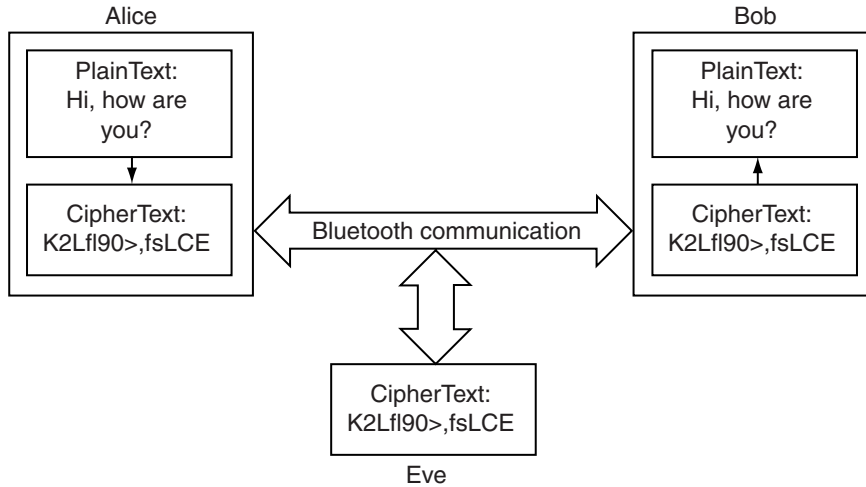 Alice
PlainText:
Hi, how are
you?
CipherText:
K2Lfl90>,fsLCE
Bob
PlainText:
Hi, how are
you?
CipherText:
K2Lfl90>,fsLCE
Bluetooth communication
CipherText:
K2Lfl90>,fsLCE
Eve